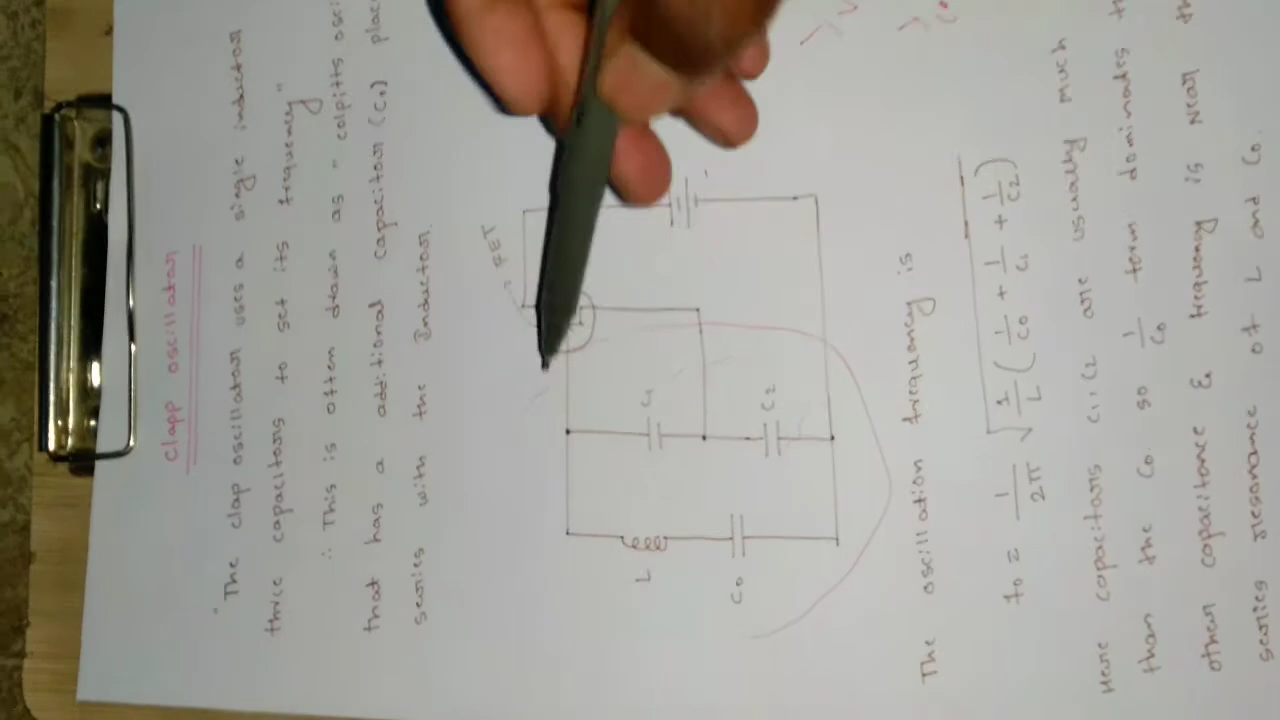 Clapp oscillator
"The clap oscillator uses a single inductor
three capacitors to set its frequency"
∴ This is often drawn as "colpitts
that has a additional capacitor (C0)
series with the Inductor.
FET
C1
C2
L
C0
The oscillation frequency is
f0 = 1/2π √1/L (1/C0 + 1/C1 + 1/C2)
Here capacitors C1, C2 are usually much
than the C0. so 1/C0 term dominates
other capacitance & frequency is Near
series resonance of L and C0.